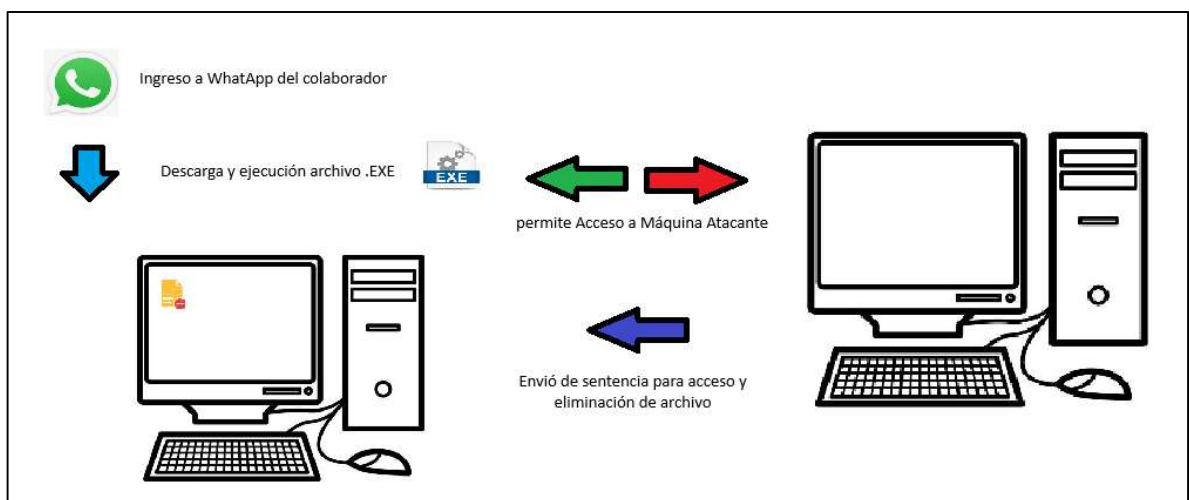 Ingreso a WhatApp del colaborador
Descarga y ejecución archivo .EXE
EXE
permite Acceso a Máquina Atacante
Envió de sentencia para acceso y
eliminación de archivo